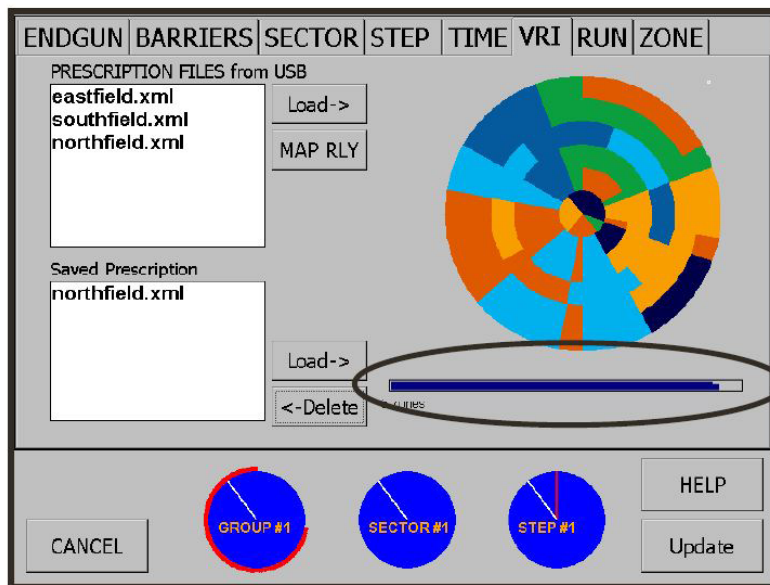 ENDGUN BARRIERS SECTOR STEP TIME VRI RUN ZONE
PRESCRIPTION FILES from USB
eastfield.xml
southfield.xml
northfield.xml
Load->
MAP RLY
Saved Prescription
northfield.xml
Load->
<-Delete
CANCEL
GROUP #1
SECTOR #1
STEP #1
HELP
Update